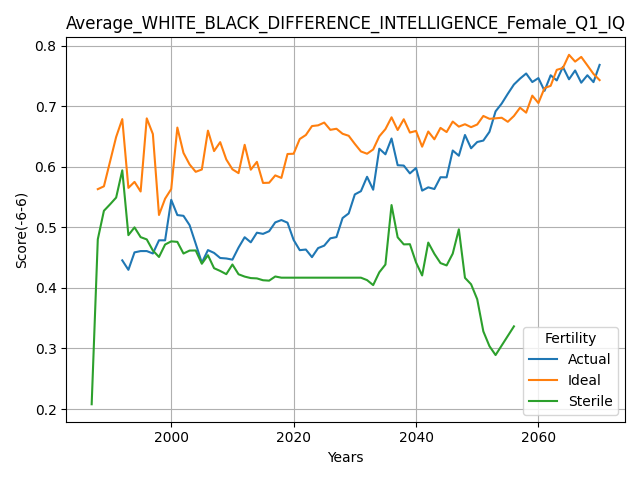 Average_WHITE_BLACK_DIFFERENCE_INTELLIGENCE_Female_Q1_IQ
0.8
0.7
0.6
0.5
0.4
0.3
0.2
Score(-6-6)
2000 2020 2040 2060
Years
Fertility
Actual
Ideal
Sterile